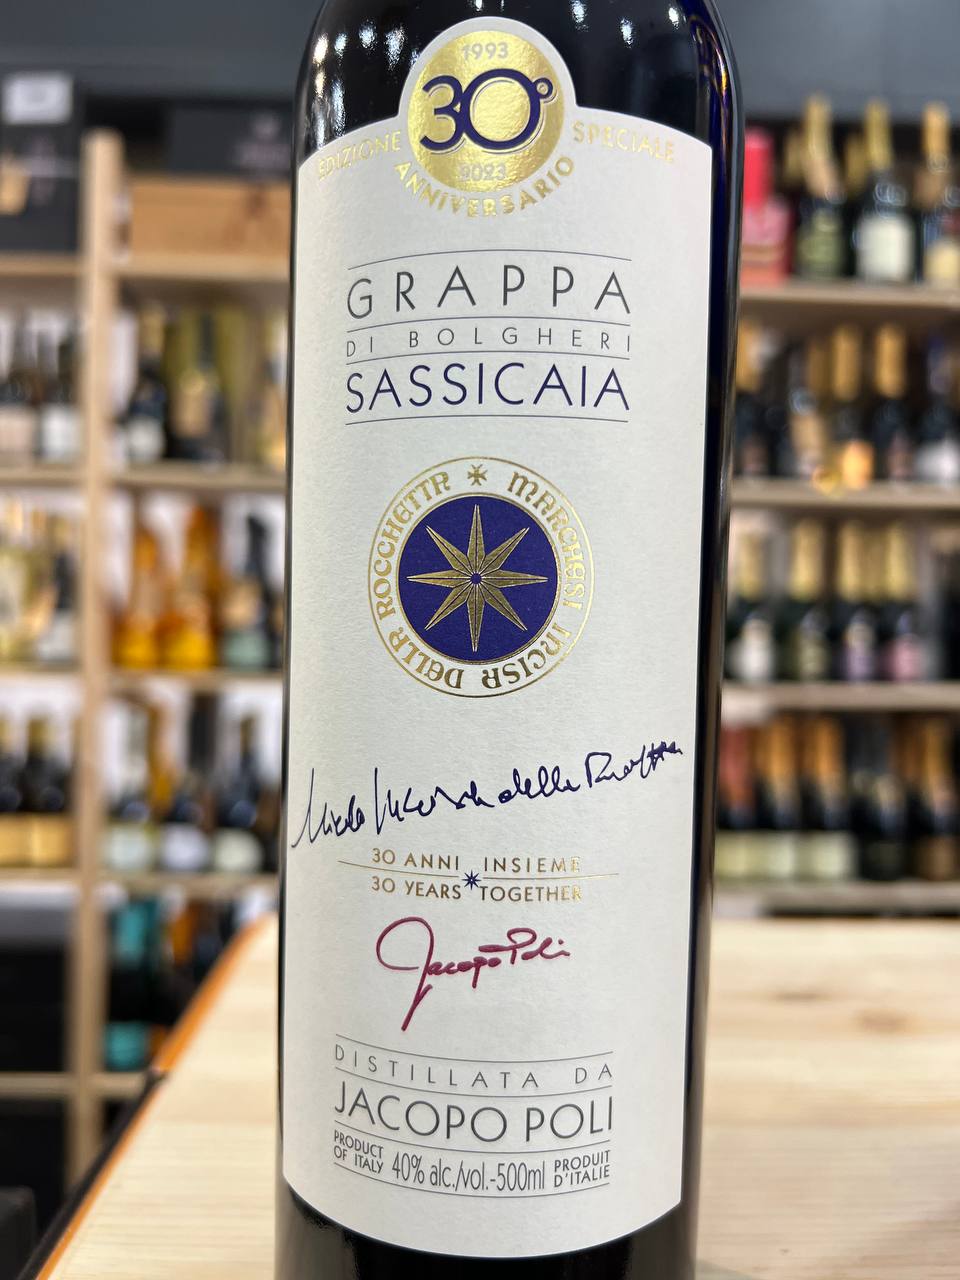 1993
30°
2023
EDIZIONE SPECIALE
ANNIVERSARIO
GRAPPA
DI BOLGHERI
SASSICAIA
MARCHESI INCISA DELLA ROCCHETTA
30 ANNI INSIEME
30 YEARS TOGETHER
Jacopo Poli
DISTILLATA DA
JACOPO POLI
PRODUCT OF ITALY 40% alc./vol.-500ml PRODUIT D'ITALIE